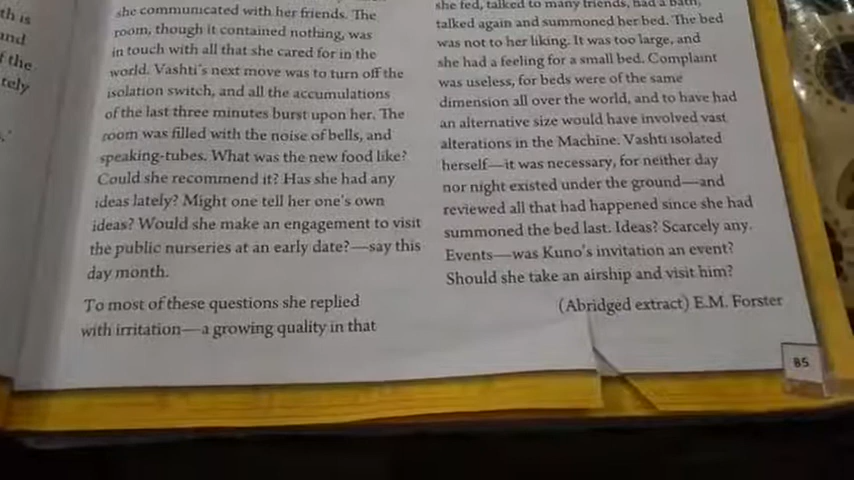 th is
and
f the
tely
she communicated with her friends. The
room, though it contained nothing, was
in touch with all that she cared for in the
world. Vashti's next move was to turn off the
isolation switch, and all the accumulations
of the last three minutes burst upon her. The
room was filled with the noise of bells, and
speaking-tubes. What was the new food like?
Could she recommend it? Has she had any
ideas lately? Might one tell her one's own
ideas? Would she make an engagement to visit
the public nurseries at an early date?—say this
day month.
To most of these questions she replied
with irritation—a growing quality in that
she fed, talked to many friends, had a bath,
talked again and summoned her bed. The bed
was not to her liking. It was too large, and
she had a feeling for a small bed. Complaint
was useless, for beds were of the same
dimension all over the world, and to have had
an alternative size would have involved vast
alterations in the Machine. Vashti isolated
herself—it was necessary, for neither day
nor night existed under the ground—and
reviewed all that had happened since she had
summoned the bed last. Ideas? Scarcely any.
Events—was Kuno's invitation an event?
Should she take an airship and visit him?
(Abridged extract) E.M. Forster
85